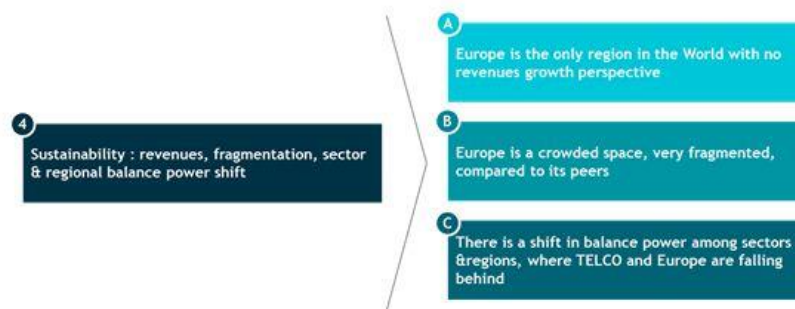 4
Sustainability : revenues, fragmentation, sector
& regional balance power shift
A
Europe is the only region in the World with no
revenues growth perspective
B
Europe is a crowded space, very fragmented,
compared to its peers
C
There is a shift in balance power among sectors
&regions, where TELCO and Europe are falling
behind